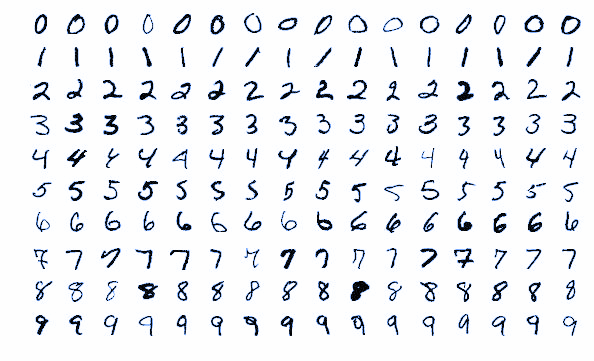 0 0 0 0 0 0 0 0 0 0 0 0 0 0 0 0
1 1 1 1 1 1 1 1 1 1 1 1 1 1 1 1
2 2 2 2 2 2 2 2 2 2 2 2 2 2 2 2
3 3 3 3 3 3 3 3 3 3 3 3 3 3 3 3
4 4 4 4 4 4 4 4 4 4 4 4 4 4 4 4
5 5 5 5 5 5 5 5 5 5 5 5 5 5 5 5
6 6 6 6 6 6 6 6 6 6 6 6 6 6 6 6
7 7 7 7 7 7 7 7 7 7 7 7 7 7 7 7
8 8 8 8 8 8 8 8 8 8 8 8 8 8 8 8
9 9 9 9 9 9 9 9 9 9 9 9 9 9 9 9